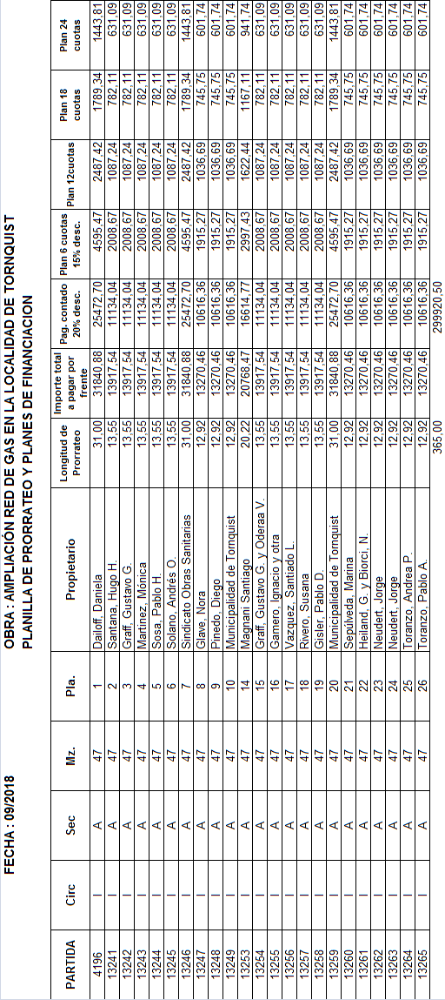 FECHA : 09/2018 OBRA : AMPLIACIÓN RED DE GAS EN LA LOCALIDAD DE TORNQUIST
PLANILLA DE PRORRATEO Y PLANES DE FINANCIACION
PARTIDA Circ Sec Mz. Pla. Propietario Longitud de Prorrateo Importe total a pagar por frente Pag. contado 20% desc. Plan 6 cuotas 15% desc. Plan 12cuotas Plan 18 cuotas Plan 24 cuotas
4196 I A 47 1 Dailoff, Daniela 31,00 31840,88 25472,70 4595,47 2487,42 1789,34 1443,81
13241 I A 47 2 Santana, Hugo H. 13,55 13917,54 11134,04 2008,67 1087,24 782,11 631,09
13242 I A 47 3 Graff, Gustavo G. 13,55 13917,54 11134,04 2008,67 1087,24 782,11 631,09
13243 I A 47 4 Martinez, Mónica 13,55 13917,54 11134,04 2008,67 1087,24 782,11 631,09
13244 I A 47 5 Sosa, Pablo H. 13,55 13917,54 11134,04 2008,67 1087,24 782,11 631,09
13245 I A 47 6 Solano, Andrés O. 13,55 13917,54 11134,04 2008,67 1087,24 782,11 631,09
13246 I A 47 7 Sindicato Obras Sanitarias 31,00 31840,88 25472,70 4595,47 2487,42 1789,34 1443,81
13247 I A 47 8 Glave, Nora 12,92 13270,46 10616,36 1915,27 1036,69 745,75 601,74
13248 I A 47 9 Pinedo, Diego 12,92 13270,46 10616,36 1915,27 1036,69 745,75 601,74
13249 I A 47 10 Municipalidad de Tornquist 12,92 13270,46 10616,36 1915,27 1036,69 745,75 601,74
13253 I A 47 14 Magnani Santiago 20,22 20768,47 16614,77 2997,43 1622,44 1167,11 941,74
13254 I A 47 15 Graff, Gustavo G. y Oderaa V. 13,55 13917,54 11134,04 2008,67 1087,24 782,11 631,09
13255 I A 47 16 Gamero, Ignacio y otra 13,55 13917,54 11134,04 2008,67 1087,24 782,11 631,09
13256 I A 47 17 Vazquez, Santiado L. 13,55 13917,54 11134,04 2008,67 1087,24 782,11 631,09
13257 I A 47 18 Rivero, Susana 13,55 13917,54 11134,04 2008,67 1087,24 782,11 631,09
13258 I A 47 19 Gisler, Pablo D. 13,55 13917,54 11134,04 2008,67 1087,24 782,11 631,09
13259 I A 47 20 Municipalidad de Tornquist 31,00 31840,88 25472,70 4595,47 2487,42 1789,34 1443,81
13260 I A 47 21 Sepúlveda, Marina 12,92 13270,46 10616,36 1915,27 1036,69 745,75 601,74
13261 I A 47 22 Heiland, G. y Biorci, N. 12,92 13270,46 10616,36 1915,27 1036,69 745,75 601,74
13262 I A 47 23 Neudert, Jorge 12,92 13270,46 10616,36 1915,27 1036,69 745,75 601,74
13263 I A 47 24 Neudert, Jorge 12,92 13270,46 10616,36 1915,27 1036,69 745,75 601,74
13264 I A 47 25 Toranzo, Andrea P. 12,92 13270,46 10616,36 1915,27 1036,69 745,75 601,74
13265 I A 47 26 Toranzo, Pablo A. 12,92 13270,46 10616,36 1915,27 1036,69 745,75 601,74
365,00 299920,50